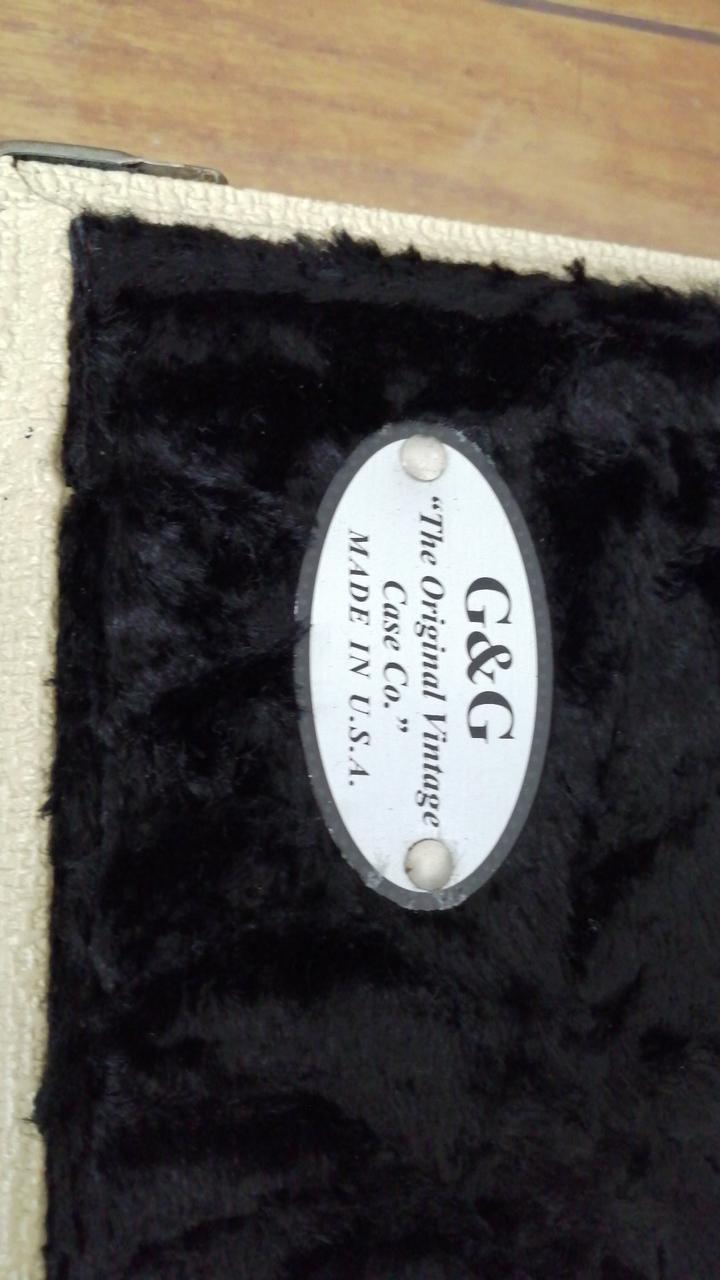 G&G
“The Original Vintage
Case Co.”
MADE IN U.S.A.